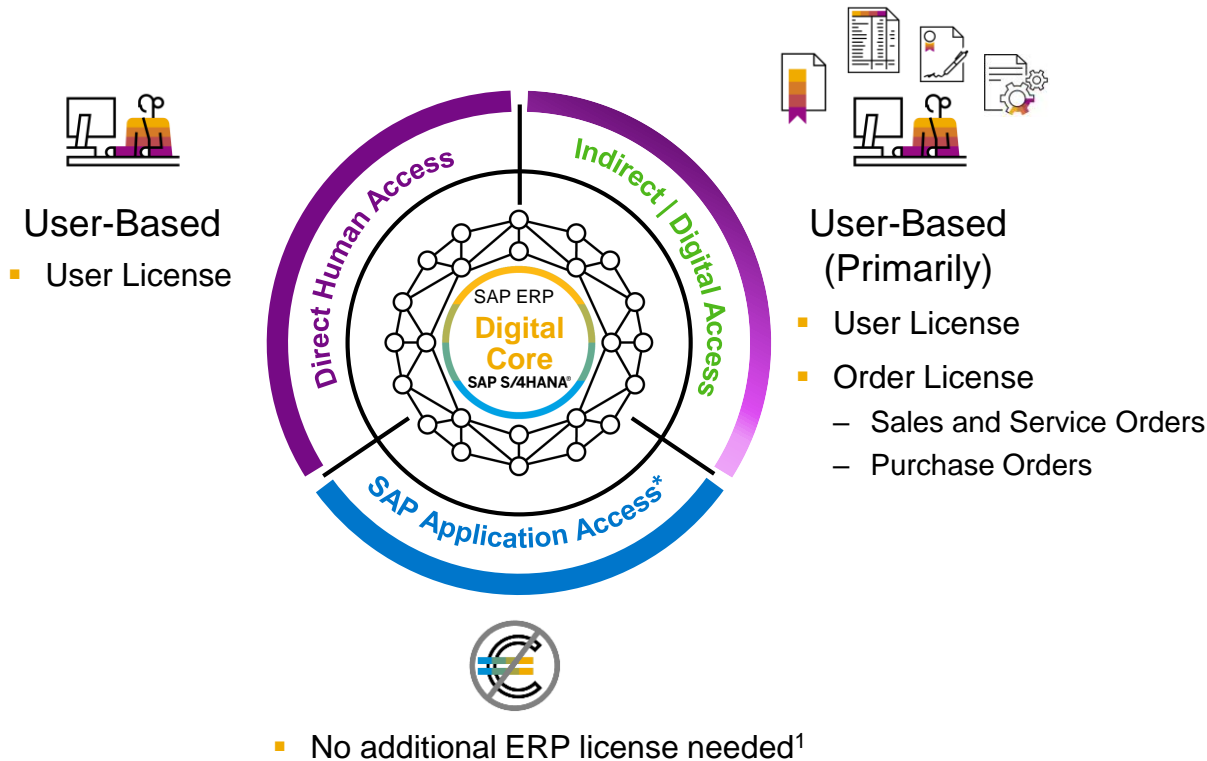 User-Based
User License
Direct Human Access
Indirect | Digital Access
SAP Application Access*
SAP ERP
Digital
Core
SAP S/4HANA®
User-Based
(Primarily)
User License
Order License
– Sales and Service Orders
– Purchase Orders
No additional ERP license needed¹